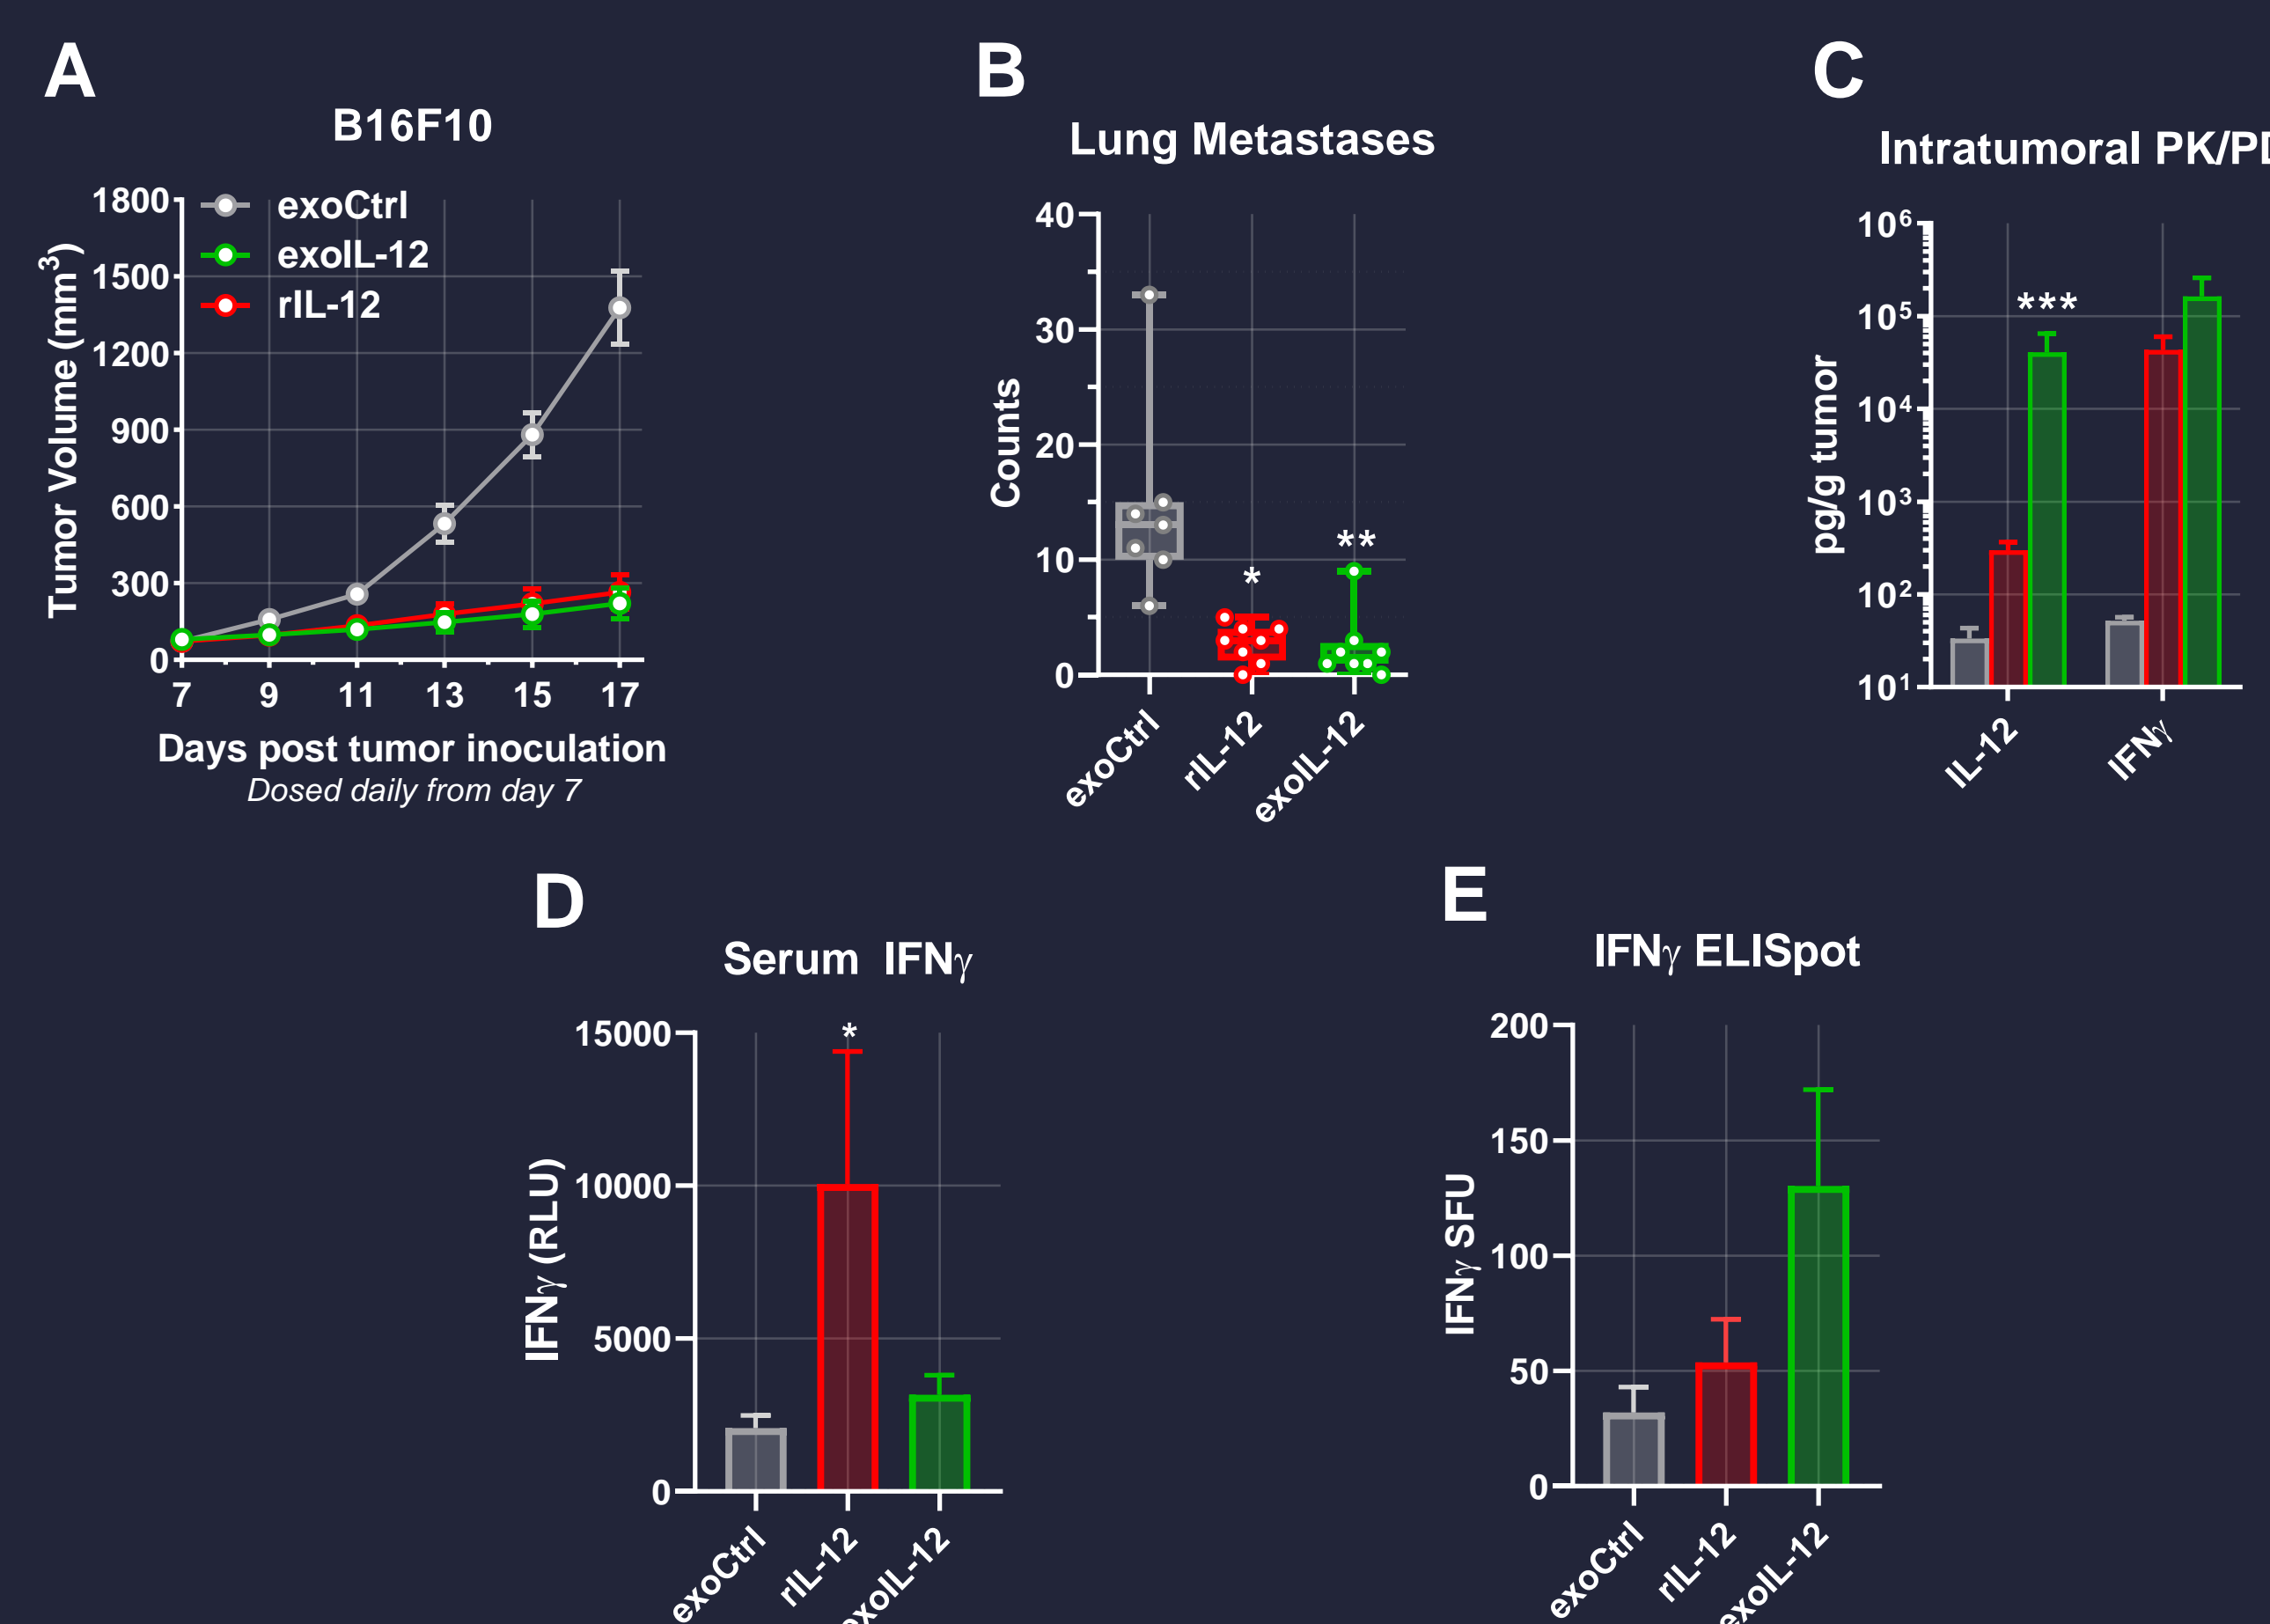 A
B16F10
Tumor Volume (mm³)
1800
1500
1200
900
600
300
0
exoCtrl
exoIL-12
rIL-12
7 9 11 13 15 17
Days post tumor inoculation
Dosed daily from day 7
B
Lung Metastases
Counts
40
30
20
10
0
*
**
exoCtrl
rIL-12
exoIL-12
C
Intratumoral PK/PD
pg/g tumor
10⁶
10⁵
10⁴
10³
10²
10¹
***
IL-12
IFNγ
D
Serum IFNγ
IFNγ (RLU)
15000
10000
5000
0
*
exoCtrl
rIL-12
exoIL-12
E
IFNγ ELISpot
IFNγ SFU
200
150
100
50
0
exoCtrl
rIL-12
exoIL-12